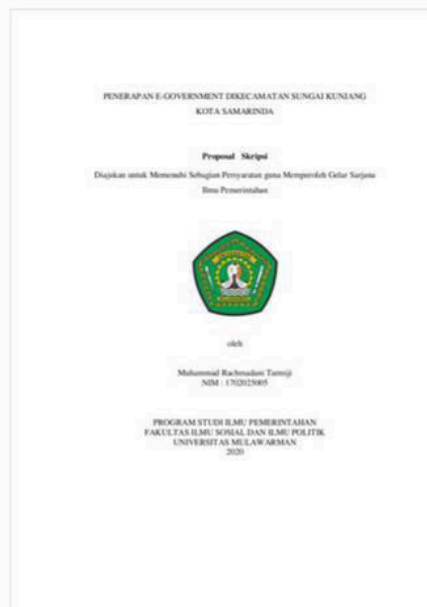 PENERAPAN E-GOVERNMENT DIKECAMATAN SUNGAI KUNJANG
KOTA SAMARINDA
Proposal Skripsi
Diajukan untuk Memenuhi Sebagian Persyaratan guna Memperoleh Gelar Sarjana
Ilmu Pemerintahan
oleh
Muhammad Rachmadani Tarmiji
NIM : 1702025005
PROGRAM STUDI ILMU PEMERINTAHAN
FAKULTAS ILMU SOSIAL DAN ILMU POLITIK
UNIVERSITAS MULAWARMAN
2020